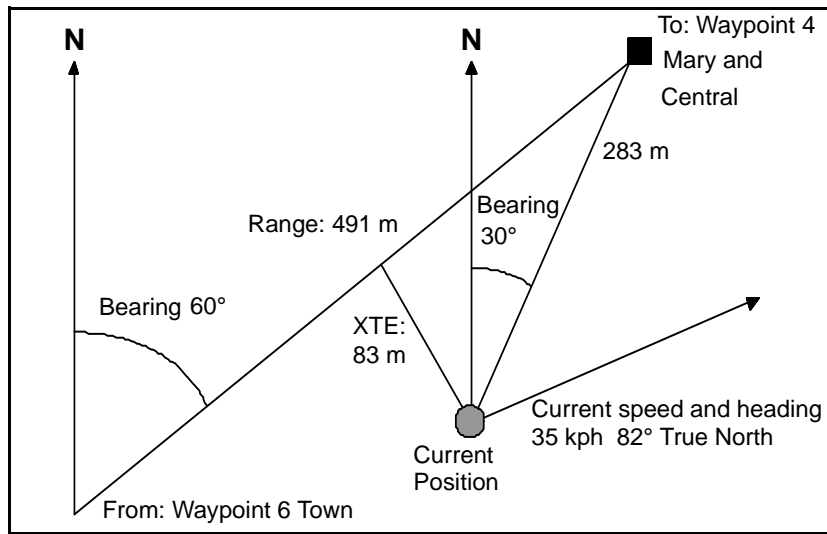 N
N
To: Waypoint 4
Mary and
Central
283 m
Bearing
30°
Range: 491 m
Bearing 60°
XTE:
83 m
Current speed and heading
35 kph 82° True North
Current
Position
From: Waypoint 6 Town